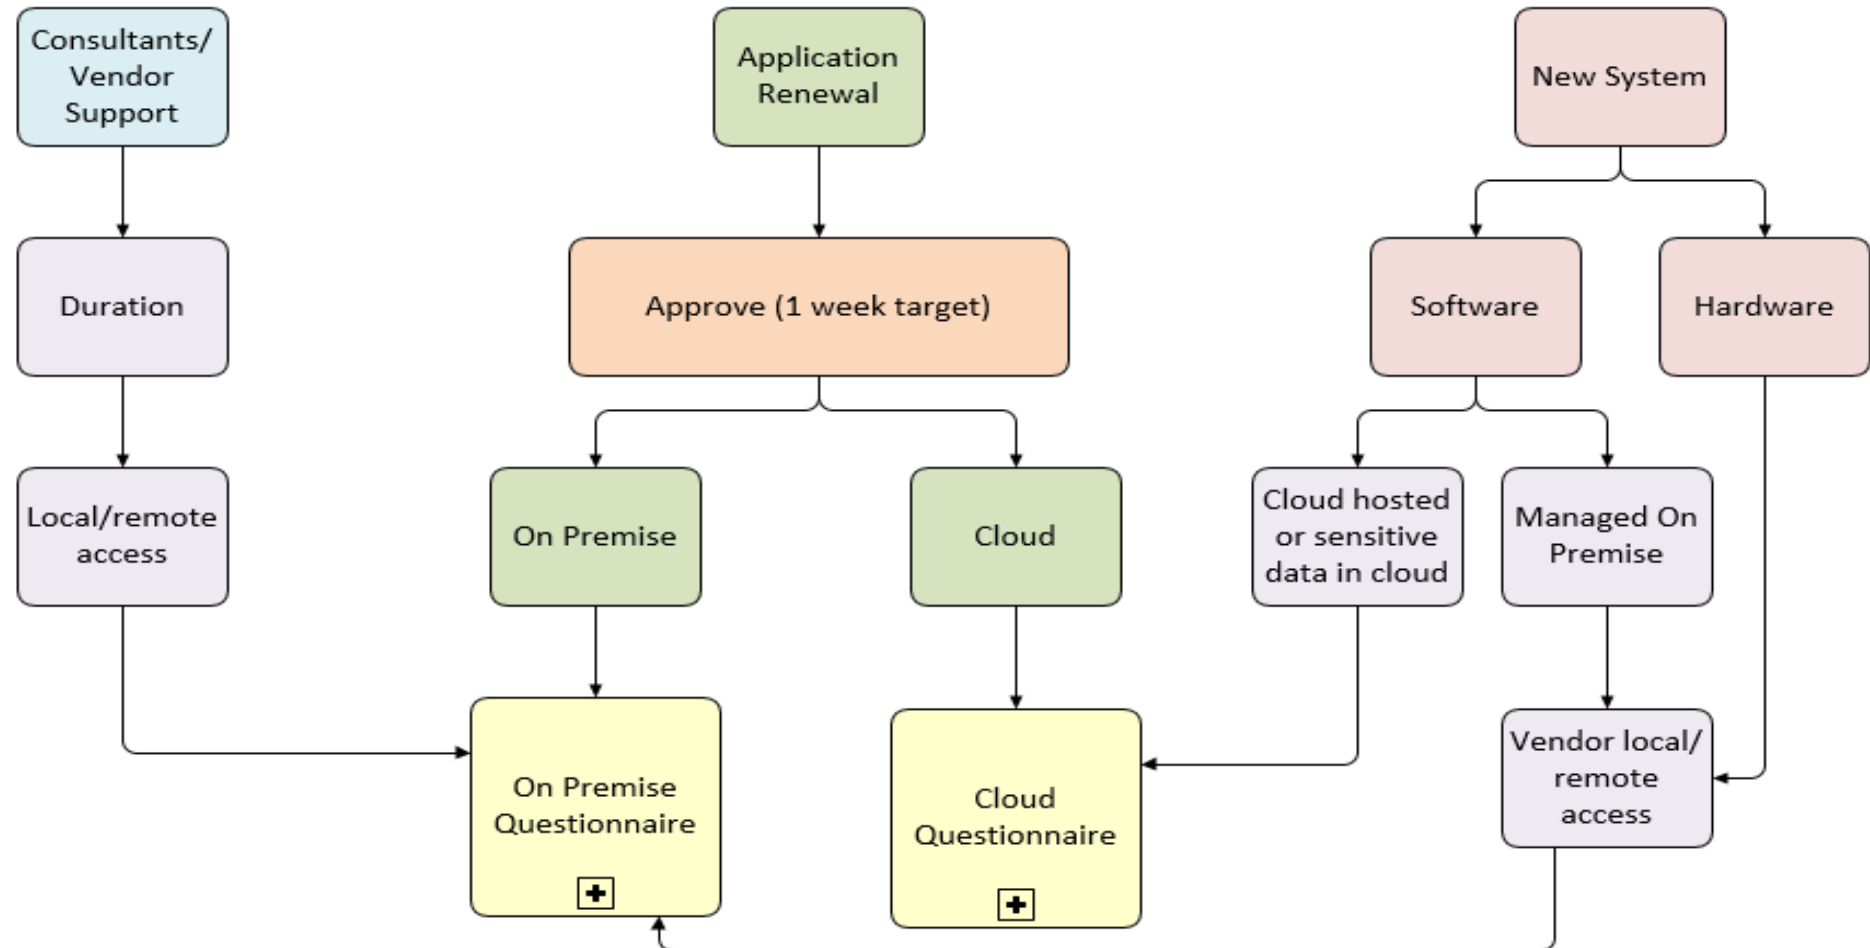 Consultants/
Vendor
Support
Application
Renewal
New System
Duration
Approve (1 week target)
Software
Hardware
Local/remote
access
On Premise
Cloud
Cloud hosted
or sensitive
data in cloud
Managed On
Premise
On Premise
Questionnaire
Cloud
Questionnaire
Vendor local/
remote
access